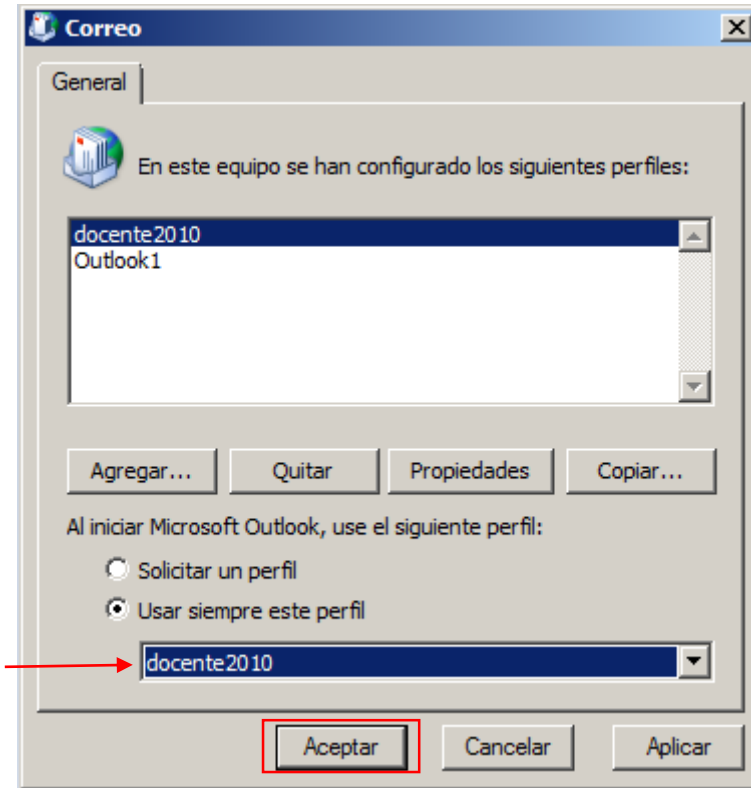 Correo
General
En este equipo se han configurado los siguientes perfiles:
docente2010
Outlook1
Agregar... Quitar Propiedades Copiar...
Al iniciar Microsoft Outlook, use el siguiente perfil:
Solicitar un perfil
Usar siempre este perfil
docente2010
Aceptar Cancelar Aplicar